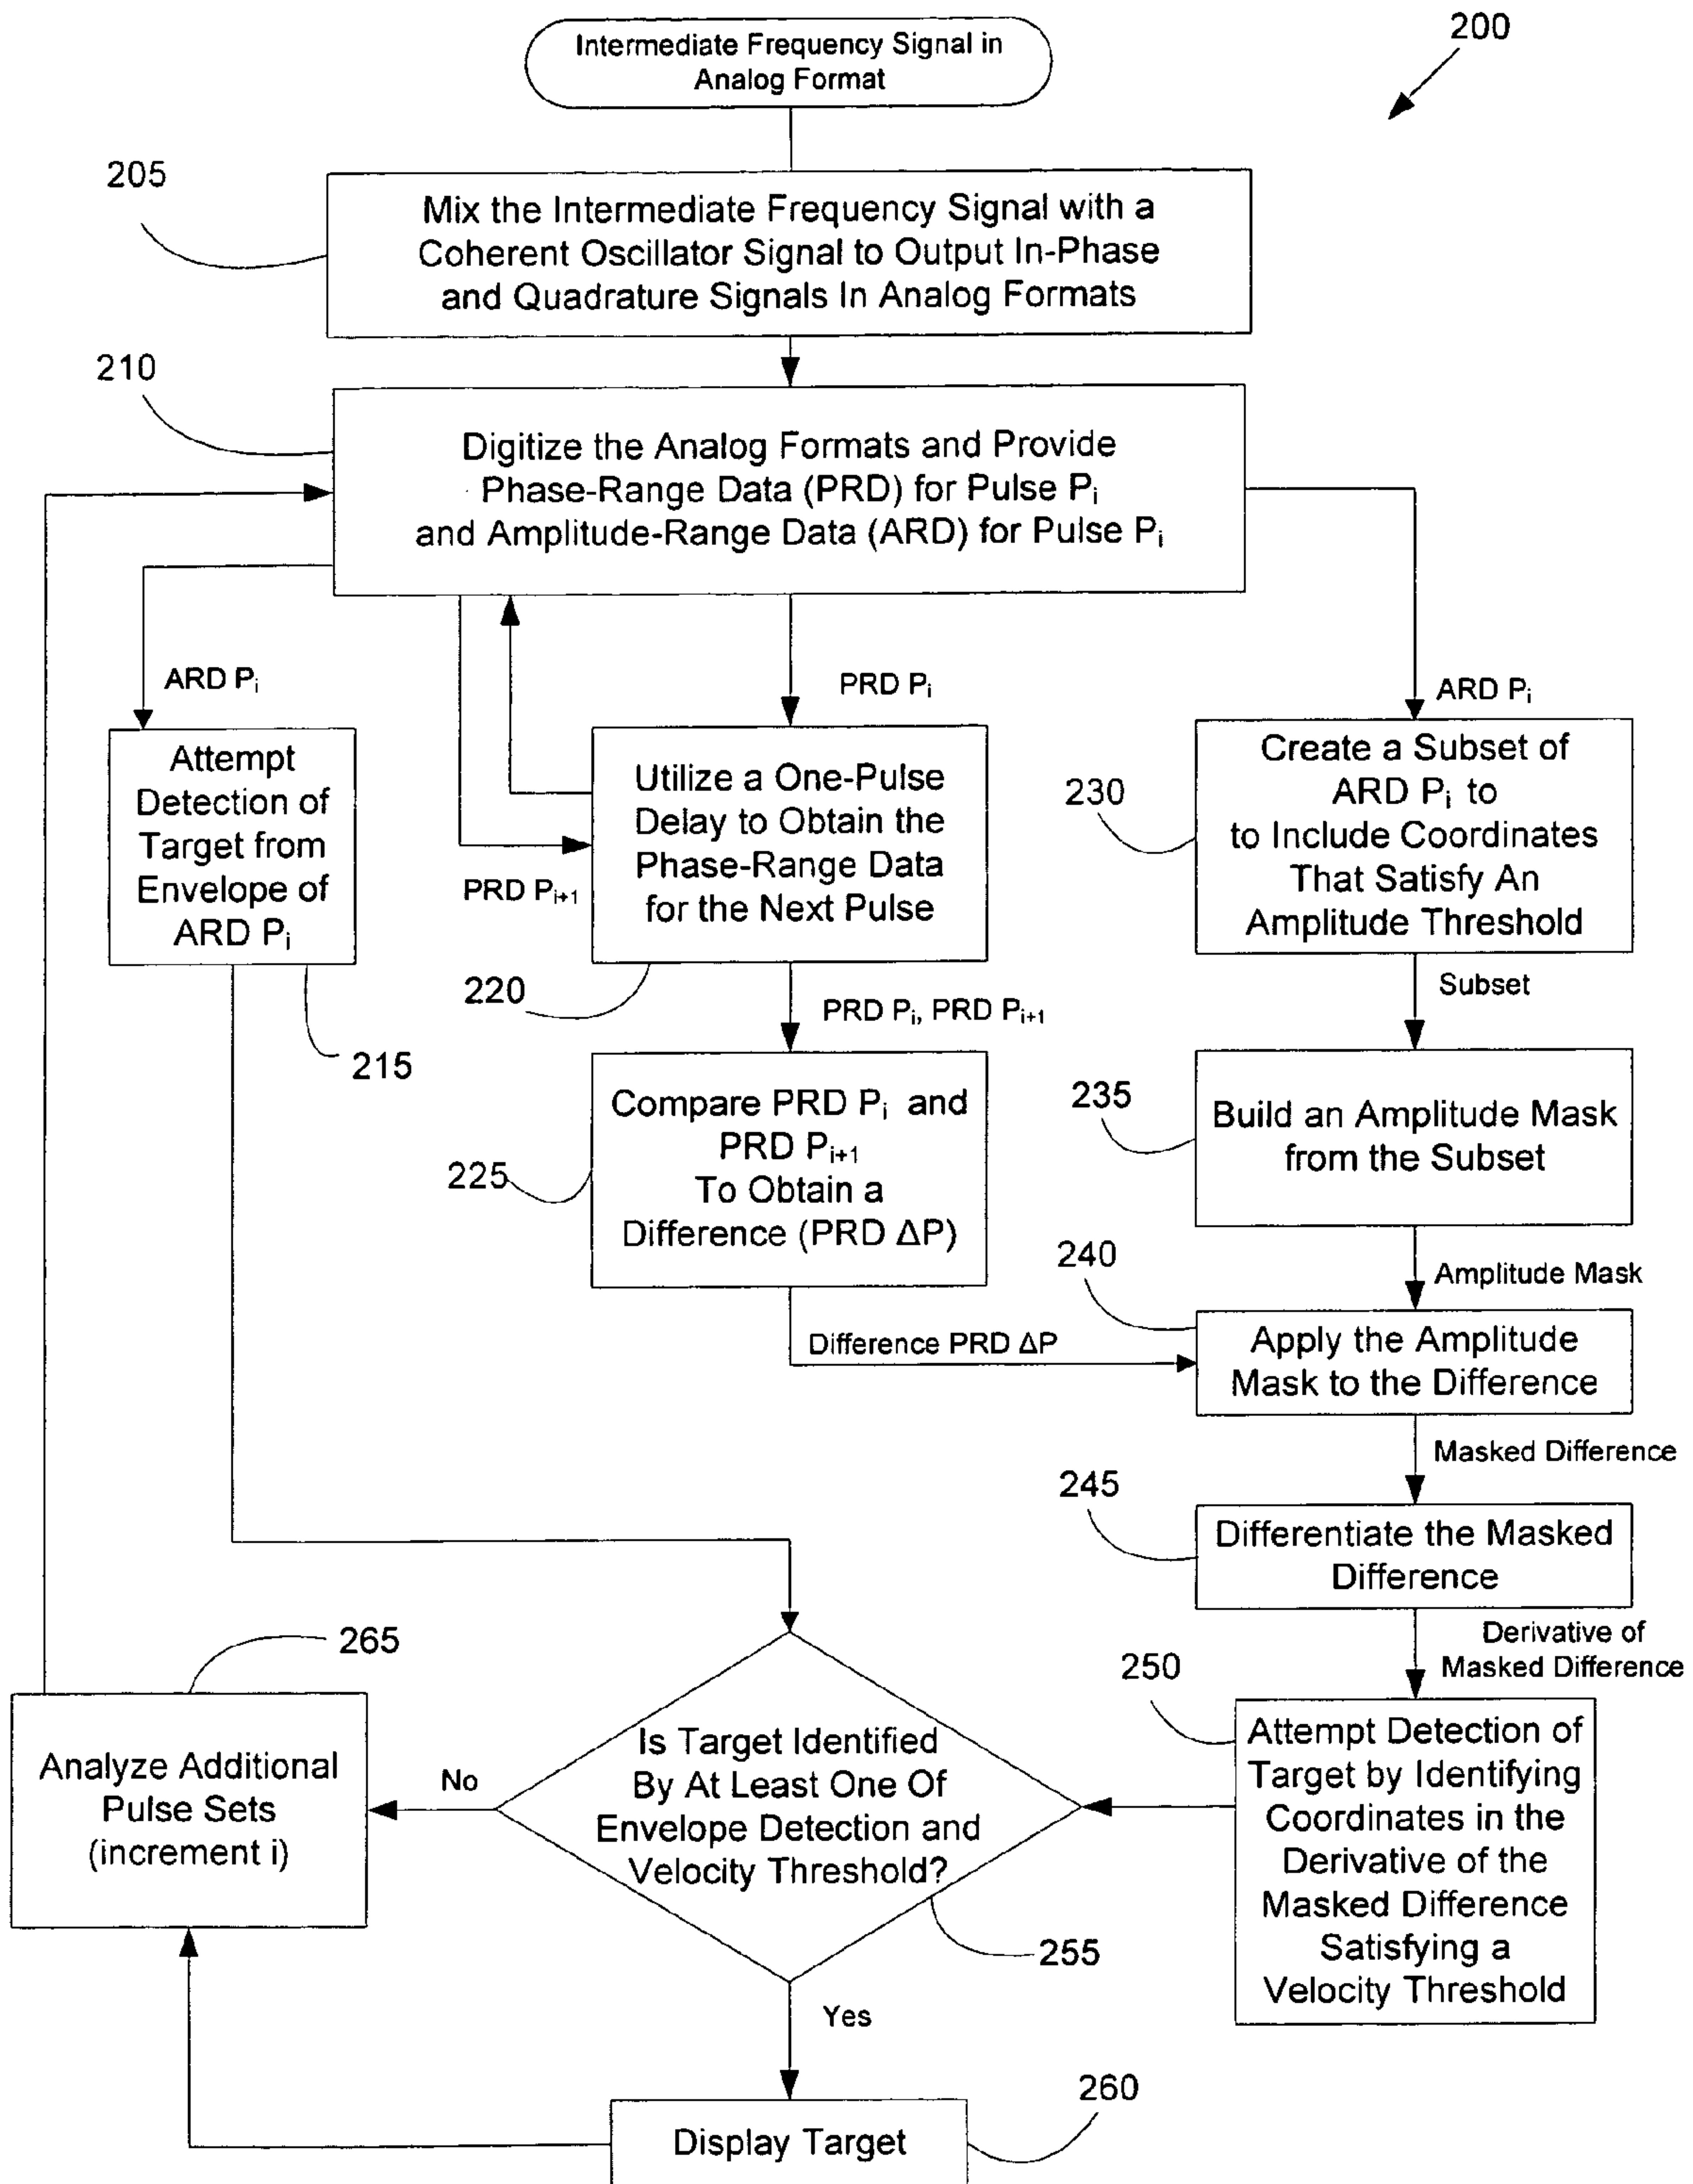 Intermediate Frequency Signal in
Analog Format
200
205
Mix the Intermediate Frequency Signal with a
Coherent Oscillator Signal to Output In-Phase
and Quadrature Signals In Analog Formats
210
Digitize the Analog Formats and Provide
Phase-Range Data (PRD) for Pulse Pᵢ
and Amplitude-Range Data (ARD) for Pulse Pᵢ
ARD Pᵢ
PRD Pᵢ
ARD Pᵢ
Attempt
Detection of
Target from
Envelope of
ARD Pᵢ
215
PRD Pᵢ₊₁
Utilize a One-Pulse
Delay to Obtain the
Phase-Range Data
for the Next Pulse
220
PRD Pᵢ, PRD Pᵢ₊₁
230
Create a Subset of
ARD Pᵢ to
to Include Coordinates
That Satisfy An
Amplitude Threshold
Subset
225
Compare PRD Pᵢ and
PRD Pᵢ₊₁
To Obtain a
Difference (PRD ΔP)
235
Build an Amplitude Mask
from the Subset
Amplitude Mask
Difference PRD ΔP
240
Apply the Amplitude
Mask to the Difference
Masked Difference
245
Differentiate the Masked
Difference
Derivative of
Masked Difference
250
Attempt Detection of
Target by Identifying
Coordinates in the
Derivative of the
Masked Difference
Satisfying a
Velocity Threshold
Is Target Identified
By At Least One Of
Envelope Detection and
Velocity Threshold?
255
No
265
Analyze Additional
Pulse Sets
(increment i)
Yes
260
Display Target